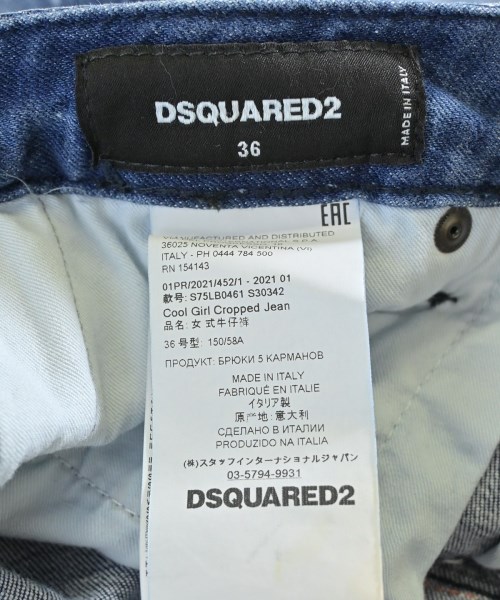 DSQUARED2
36
MADE IN ITALY
EAC
MANUFACTURED AND DISTRIBUTED
S.P.A.
36025 NOVENTA VICENTINA (VI)
ITALY - PH 0444 784 500
RN 154143
01PR/2021/452/1 - 2021 01
款号: S75LB0461 S30342
Cool Girl Cropped Jean
品名: 女式牛仔裤
36 号型: 150/58A
ПРОДУКТ: БРЮКИ 5 КАРМАНОВ
MADE IN ITALY
FABRIQUÉ EN ITALIE
イタリア製
原产地: 意大利
СДЕЛАНО В ИТАЛИИ
PRODUZIDO NA ITALIA
(株)スタッフインターナショナルジャパン
03-5794-9931
DSQUARED2